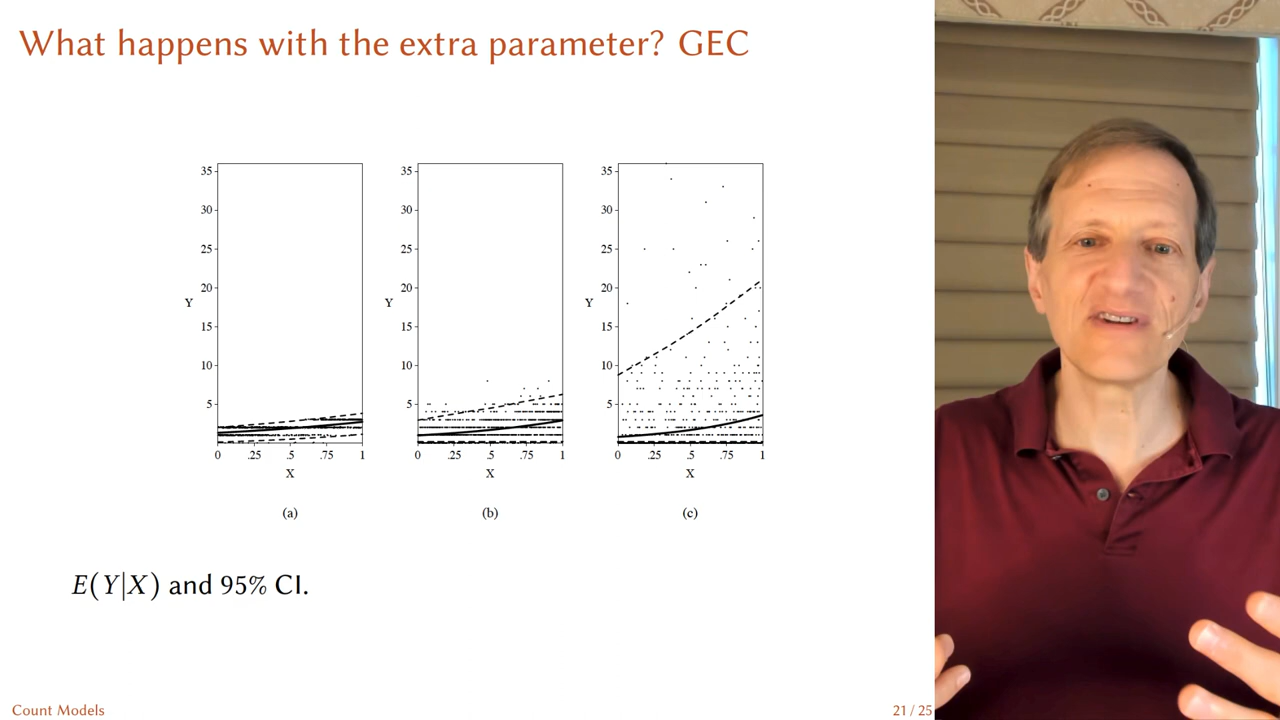 What happens with the extra parameter? GEC
35
30
25
20
15
10
5
Y
0 .25 .5 .75 1
X
(a)
35
30
25
20
15
10
5
Y
0 .25 .5 .75 1
X
(b)
35
30
25
20
15
10
5
Y
0 .25 .5 .75 1
X
(c)
E(Y|X) and 95% CI.
Count Models
21 / 25